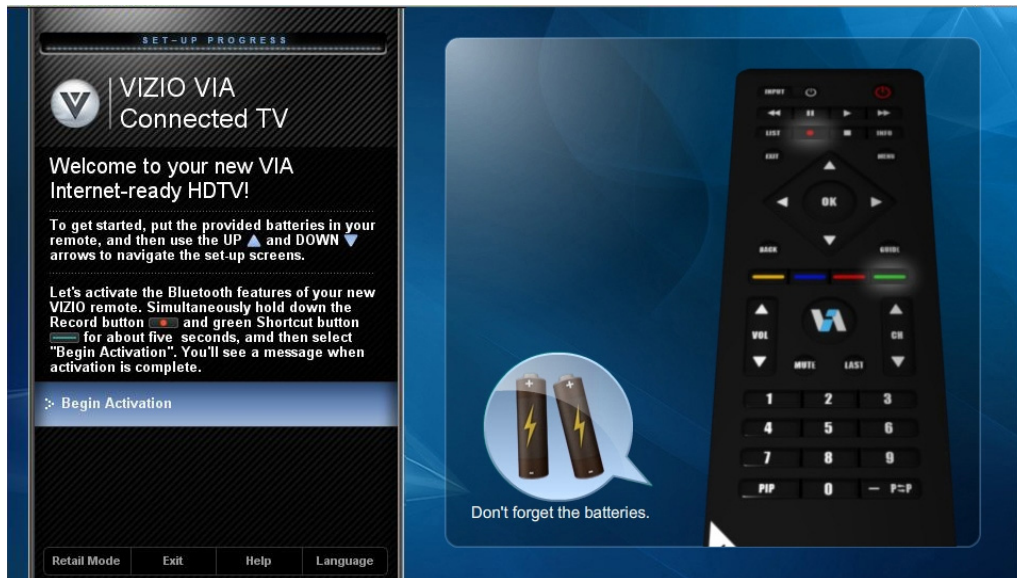 SET-UP PROGRESS
VIZIO VIA
Connected TV
Welcome to your new VIA
Internet-ready HDTV!
To get started, put the provided batteries in your
remote, and then use the UP and DOWN
arrows to navigate the set-up screens.
Let's activate the Bluetooth features of your new
VIZIO remote. Simultaneously hold down the
Record button and green Shortcut button
for about five seconds, amd then select
"Begin Activation". You'll see a message when
activation is complete.
Begin Activation
Retail Mode Exit Help Language
INPUT
LIST INFO
EXIT MENU
OK
BACK GUIDE
VOL CH
MUTE LAST
1 2 3
4 5 6
7 8 9
PIP 0 — P=P
Don't forget the batteries.